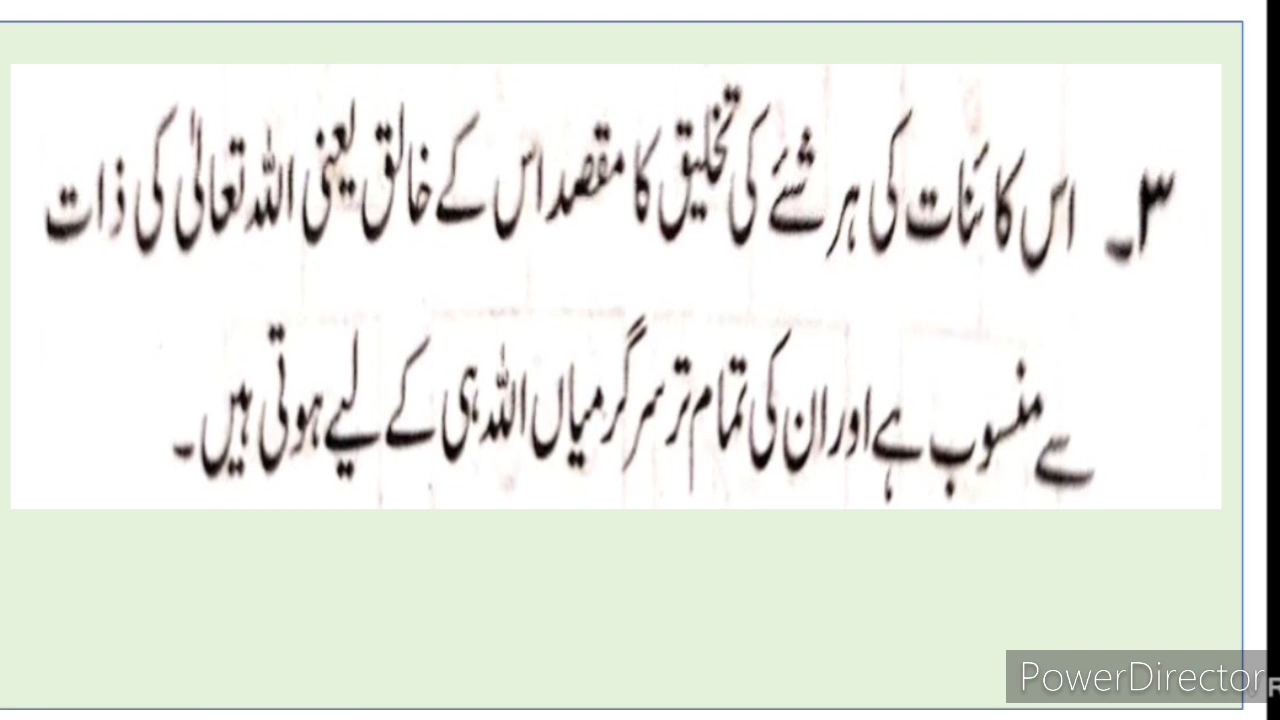 ۳۔ اس کائنات کی ہر شئے کی تخلیق کا مقصد اس کے خالق یعنی اللہ تعالیٰ کی ذات
سے منسوب ہے اور ان کی تمام تر سرگرمیاں اللہ ہی کے لیے ہوتی ہیں۔
PowerDirector